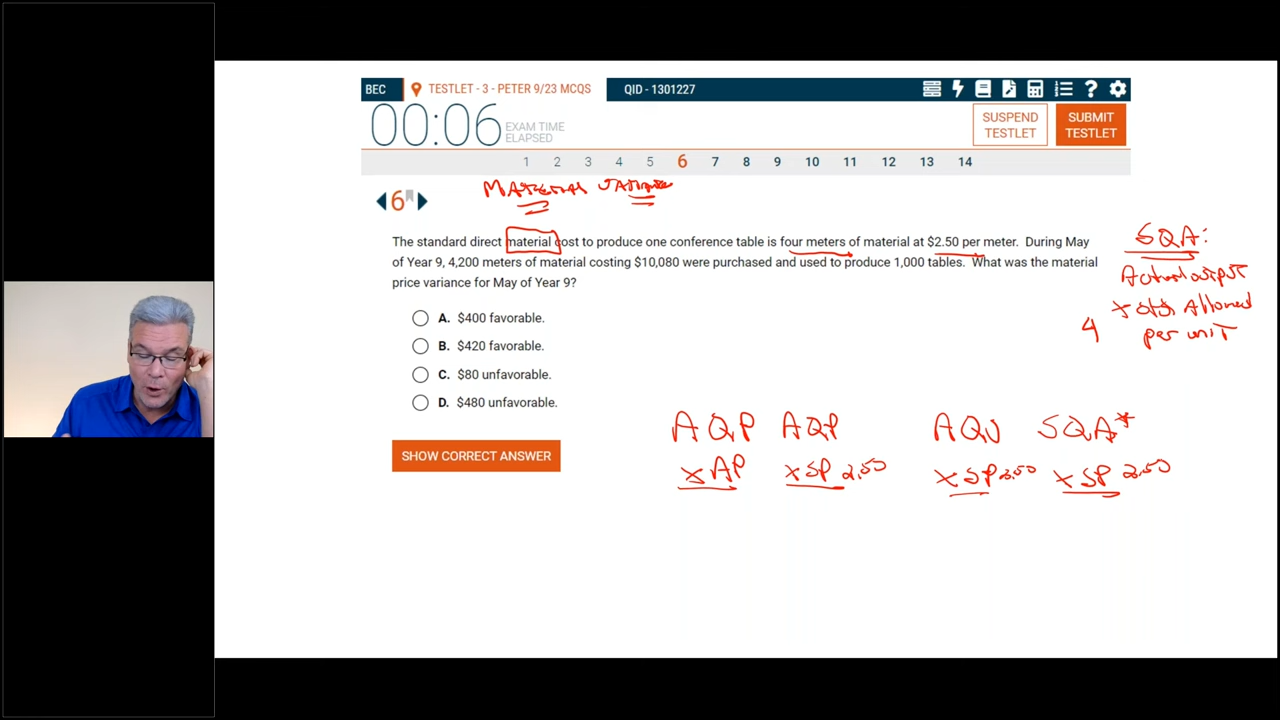 BEC TESTLET - 3 - PETER 9/23 MCQS QID - 1301227
00:06 EXAM TIME ELAPSED
SUSPEND TESTLET
SUBMIT TESTLET
1 2 3 4 5 6 7 8 9 10 11 12 13 14
6
MATERIAL VARIANCE
The standard direct material cost to produce one conference table is four meters of material at $2.50 per meter. During May
of Year 9, 4,200 meters of material costing $10,080 were purchased and used to produce 1,000 tables. What was the material
price variance for May of Year 9?
A. $400 favorable.
B. $420 favorable.
C. $80 unfavorable.
D. $480 unfavorable.
SHOW CORRECT ANSWER
SQA:
Actual output
x Allowed
4 per unit
AQP AQP AQU SQA*
x AP x SP 2.50 x SP 2.50 x SP 2.50